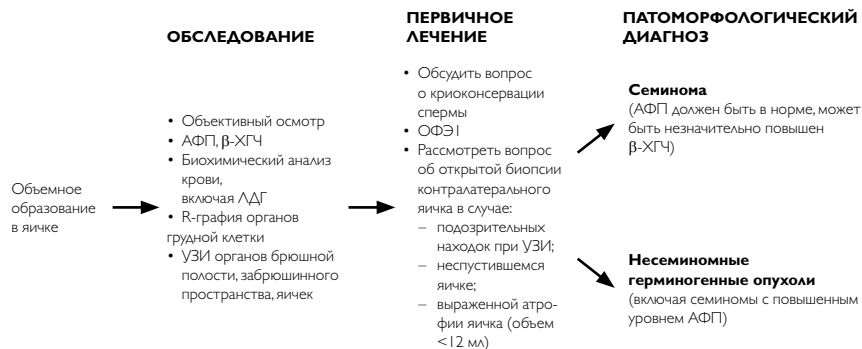 ОБСЛЕДОВАНИЕ
ПЕРВИЧНОЕ
ЛЕЧЕНИЕ
ПАТОМОРФОЛОГИЧЕСКИЙ
ДИАГНОЗ
Объемное
образование
в яичке
• Объективный осмотр
• АФП, β-ХГЧ
• Биохимический анализ
крови,
включая ЛДГ
• R-графия органов
грудной клетки
• УЗИ органов брюшной
полости, забрюшинного
пространства, яичек
• Обсудить вопрос
о криоконсервации
спермы
• ОФЭ1
• Рассмотреть вопрос
об открытой биопсии
контралатерального
яичка в случае:
– подозрительных
находок при УЗИ;
– неспустившемся
яичке;
– выраженной атро-
фии яичка (объем
<12 мл)
Семинома
(АФП должен быть в норме, может
быть незначительно повышен
β-ХГЧ)
Несеминомные
герминогенные опухоли
(включая семиномы с повышенным
уровнем АФП)